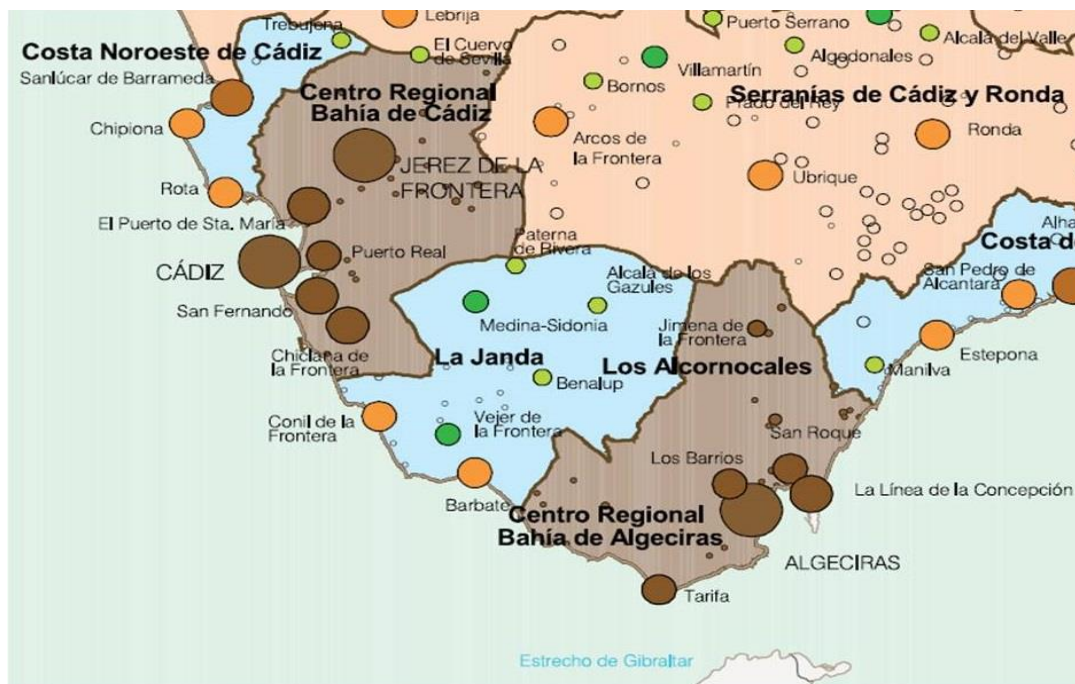 Lebrija
Puerto Serrano
Trebujena
Alcalá del Valle
El Cuervo
de Sevilla
Algodonales
Costa Noroeste de Cádiz
Villamartín
Sanlúcar de Barrameda
Bornos
Centro Regional
Bahía de Cádiz
Serranías de Cádiz y Ronda
Prado del Rey
Chipiona
Ronda
Arcos de
la Frontera
JEREZ DE LA
FRONTERA
Ubrique
Rota
El Puerto de Sta. María
Alha
Paterna
de Rivera
Costa de
Puerto Real
CÁDIZ
Alcalá de los
Gazules
San Pedro de
Alcantara
San Fernando
Medina-Sidonia
Jimena de
la Frontera
Estepona
Chiclana de
la Frontera
La Janda
Los Alcornocales
Manilva
Benalup
Conil de la
Frontera
Vejer de
la Frontera
San Roque
Los Barrios
La Línea de la Concepción
Barbate
Centro Regional
Bahía de Algeciras
ALGECIRAS
Tarifa
Estrecho de Gibraltar